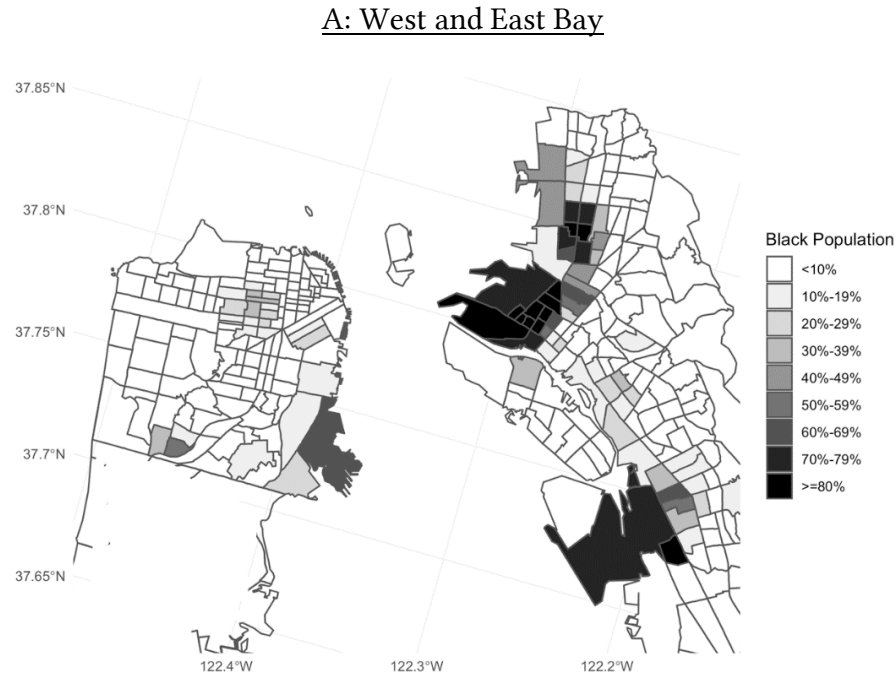 A: West and East Bay
37.85°N
37.8°N
37.75°N
37.7°N
37.65°N
122.4°W
122.3°W
122.2°W
Black Population
<10%
10%-19%
20%-29%
30%-39%
40%-49%
50%-59%
60%-69%
70%-79%
>=80%